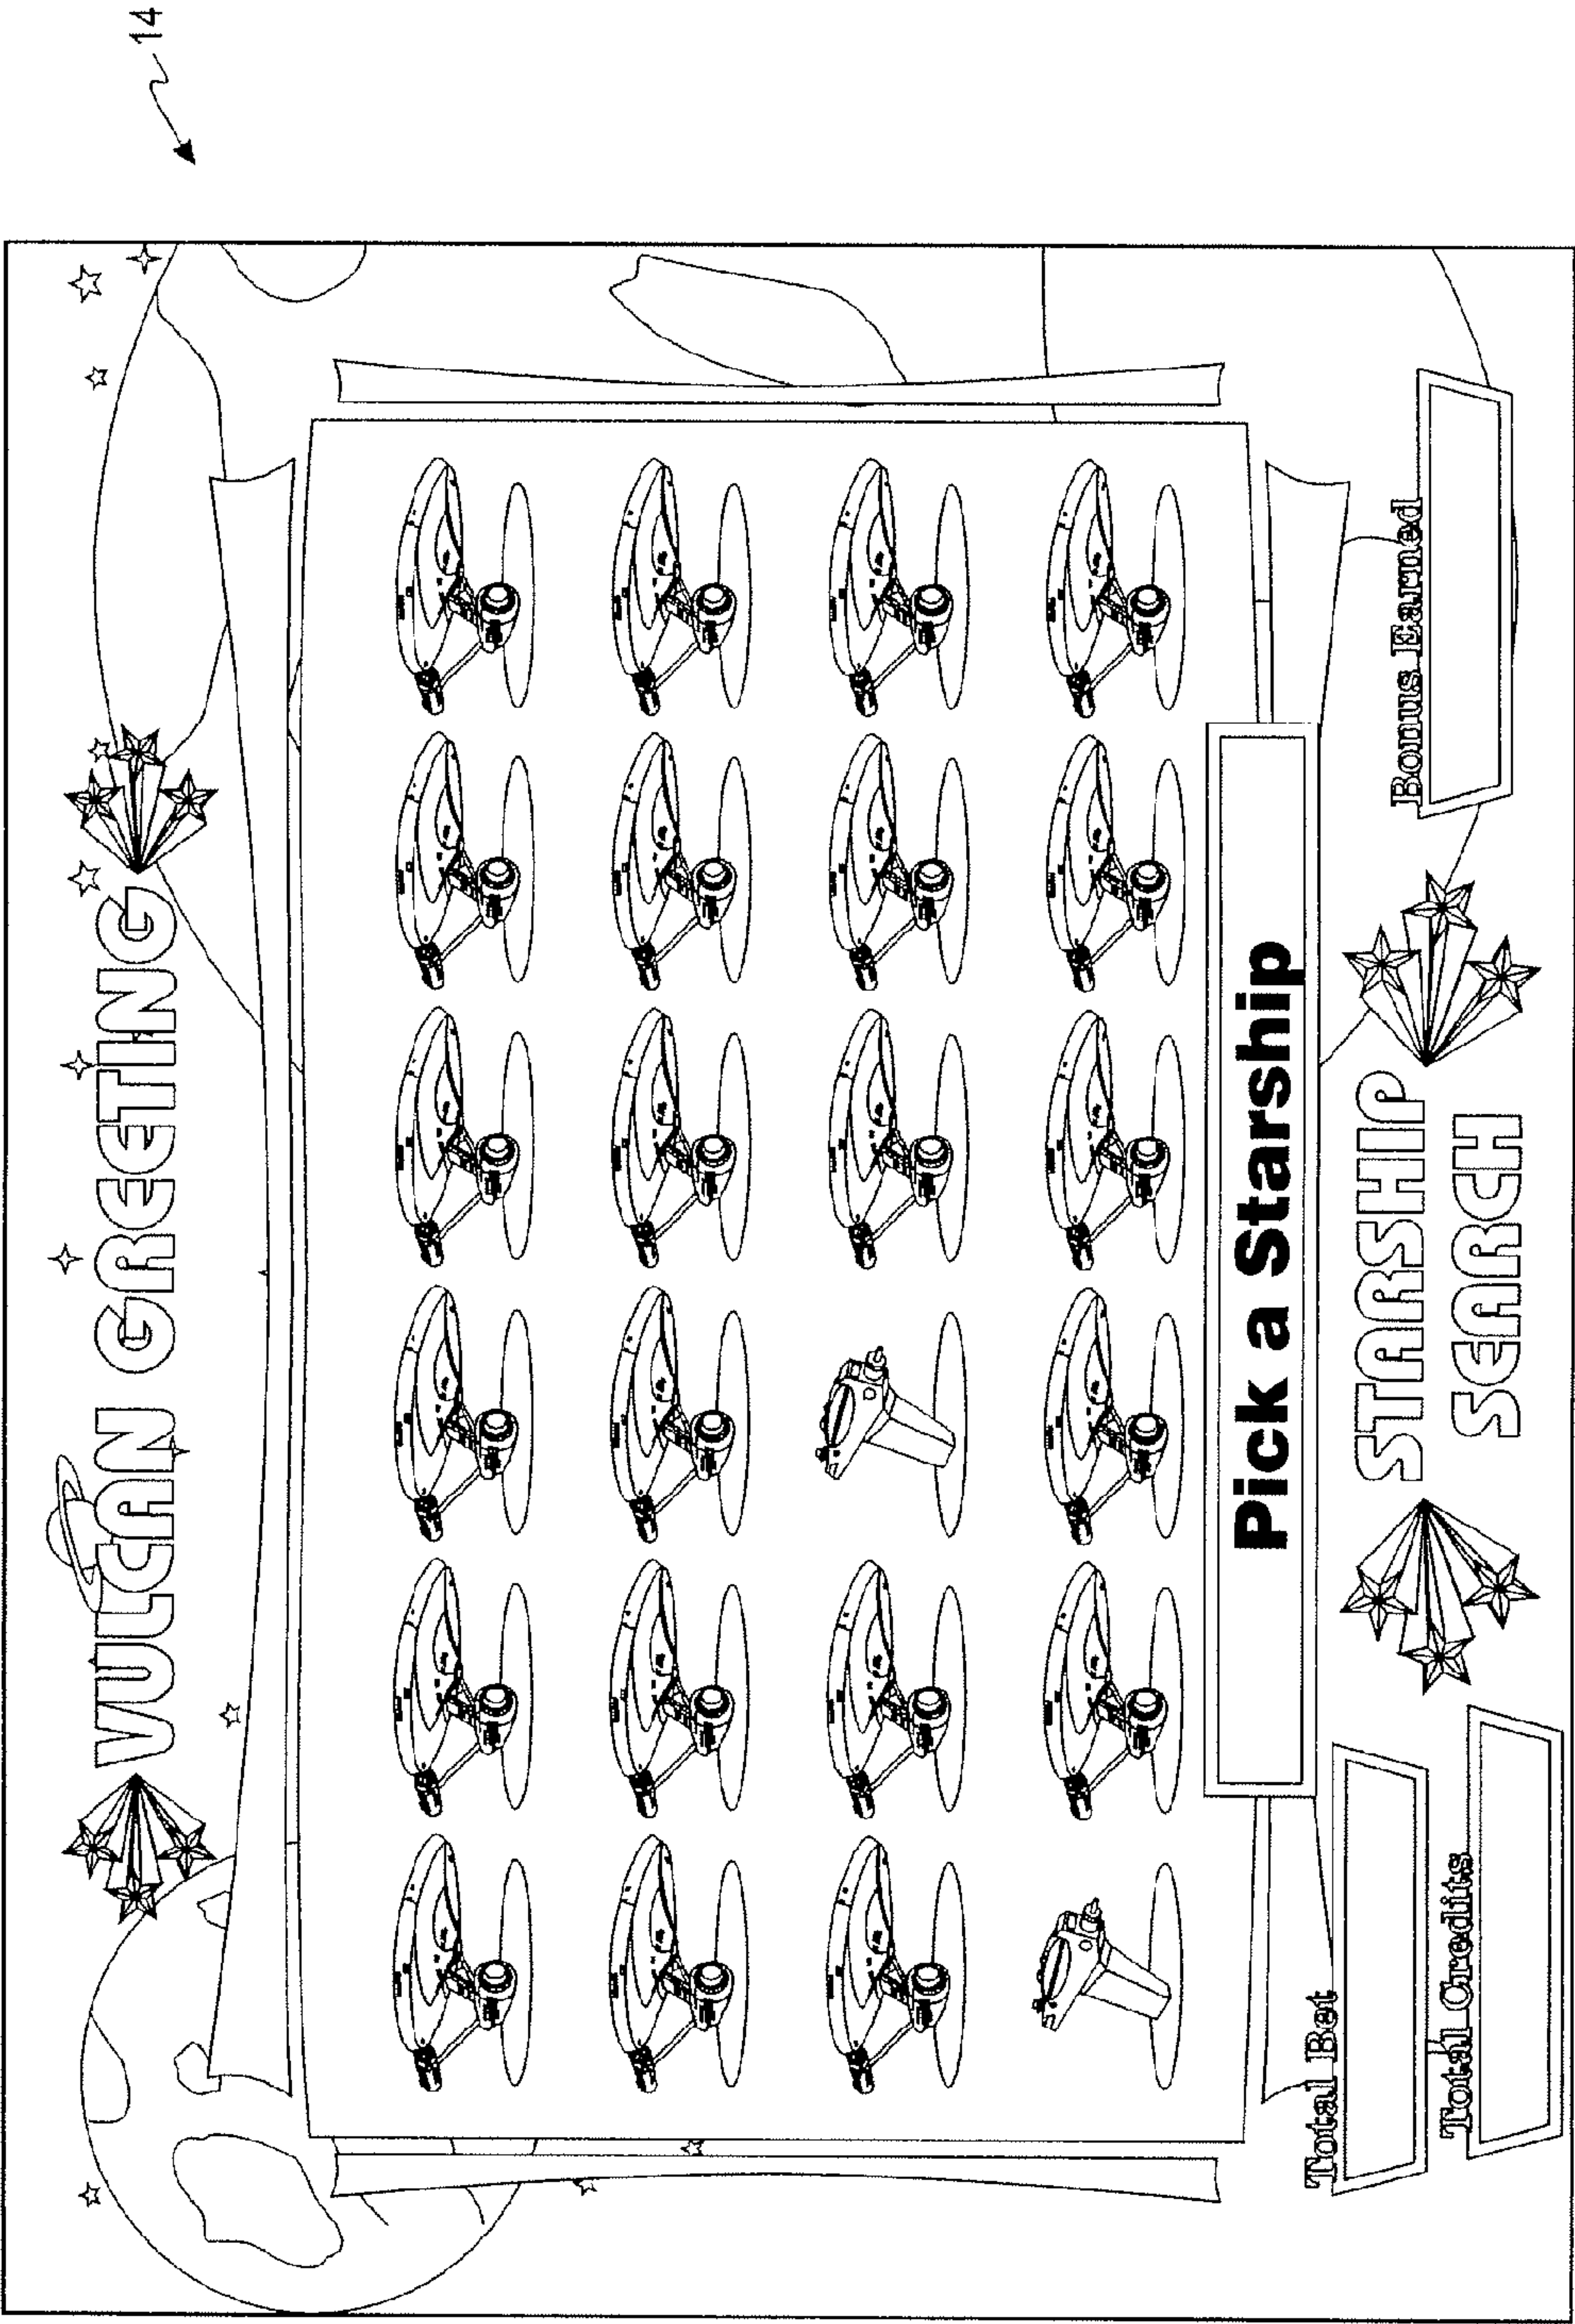 14
VULCAN GREETING
Pick a Starship
Total Bet
Total Credits
STARSHIP
SEARCH
Bonus Earned